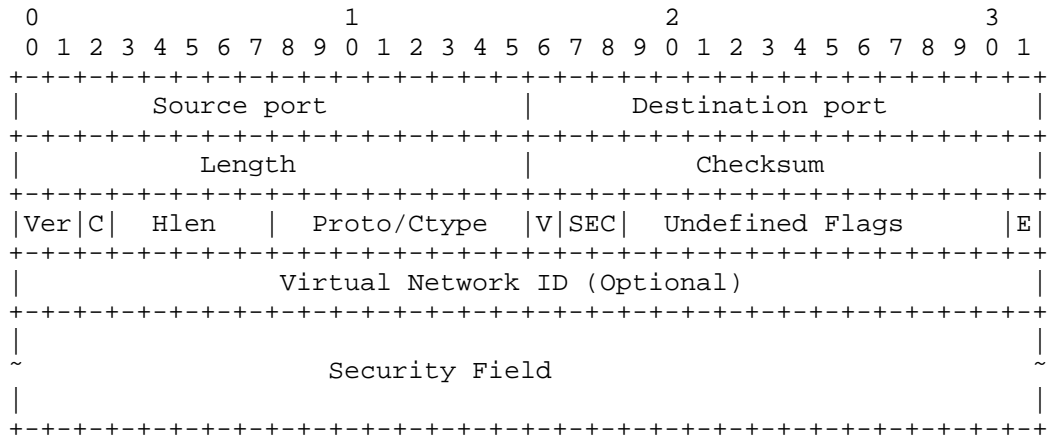 0                   1                   2                   3
 0 1 2 3 4 5 6 7 8 9 0 1 2 3 4 5 6 7 8 9 0 1 2 3 4 5 6 7 8 9 0 1
+-+-+-+-+-+-+-+-+-+-+-+-+-+-+-+-+-+-+-+-+-+-+-+-+-+-+-+-+-+-+-+-+
|        Source port            |      Destination port         |
+-+-+-+-+-+-+-+-+-+-+-+-+-+-+-+-+-+-+-+-+-+-+-+-+-+-+-+-+-+-+-+-+
|           Length              |          Checksum             |
+-+-+-+-+-+-+-+-+-+-+-+-+-+-+-+-+-+-+-+-+-+-+-+-+-+-+-+-+-+-+-+-+
|Ver|C|  Hlen   |  Proto/Ctype  |V|SEC|  Undefined Flags      |E|
+-+-+-+-+-+-+-+-+-+-+-+-+-+-+-+-+-+-+-+-+-+-+-+-+-+-+-+-+-+-+-+-+
|                Virtual Network ID (Optional)                  |
+-+-+-+-+-+-+-+-+-+-+-+-+-+-+-+-+-+-+-+-+-+-+-+-+-+-+-+-+-+-+-+-+
|                                                               |
~                   Security Field                              ~
|                                                               |
+-+-+-+-+-+-+-+-+-+-+-+-+-+-+-+-+-+-+-+-+-+-+-+-+-+-+-+-+-+-+-+-+